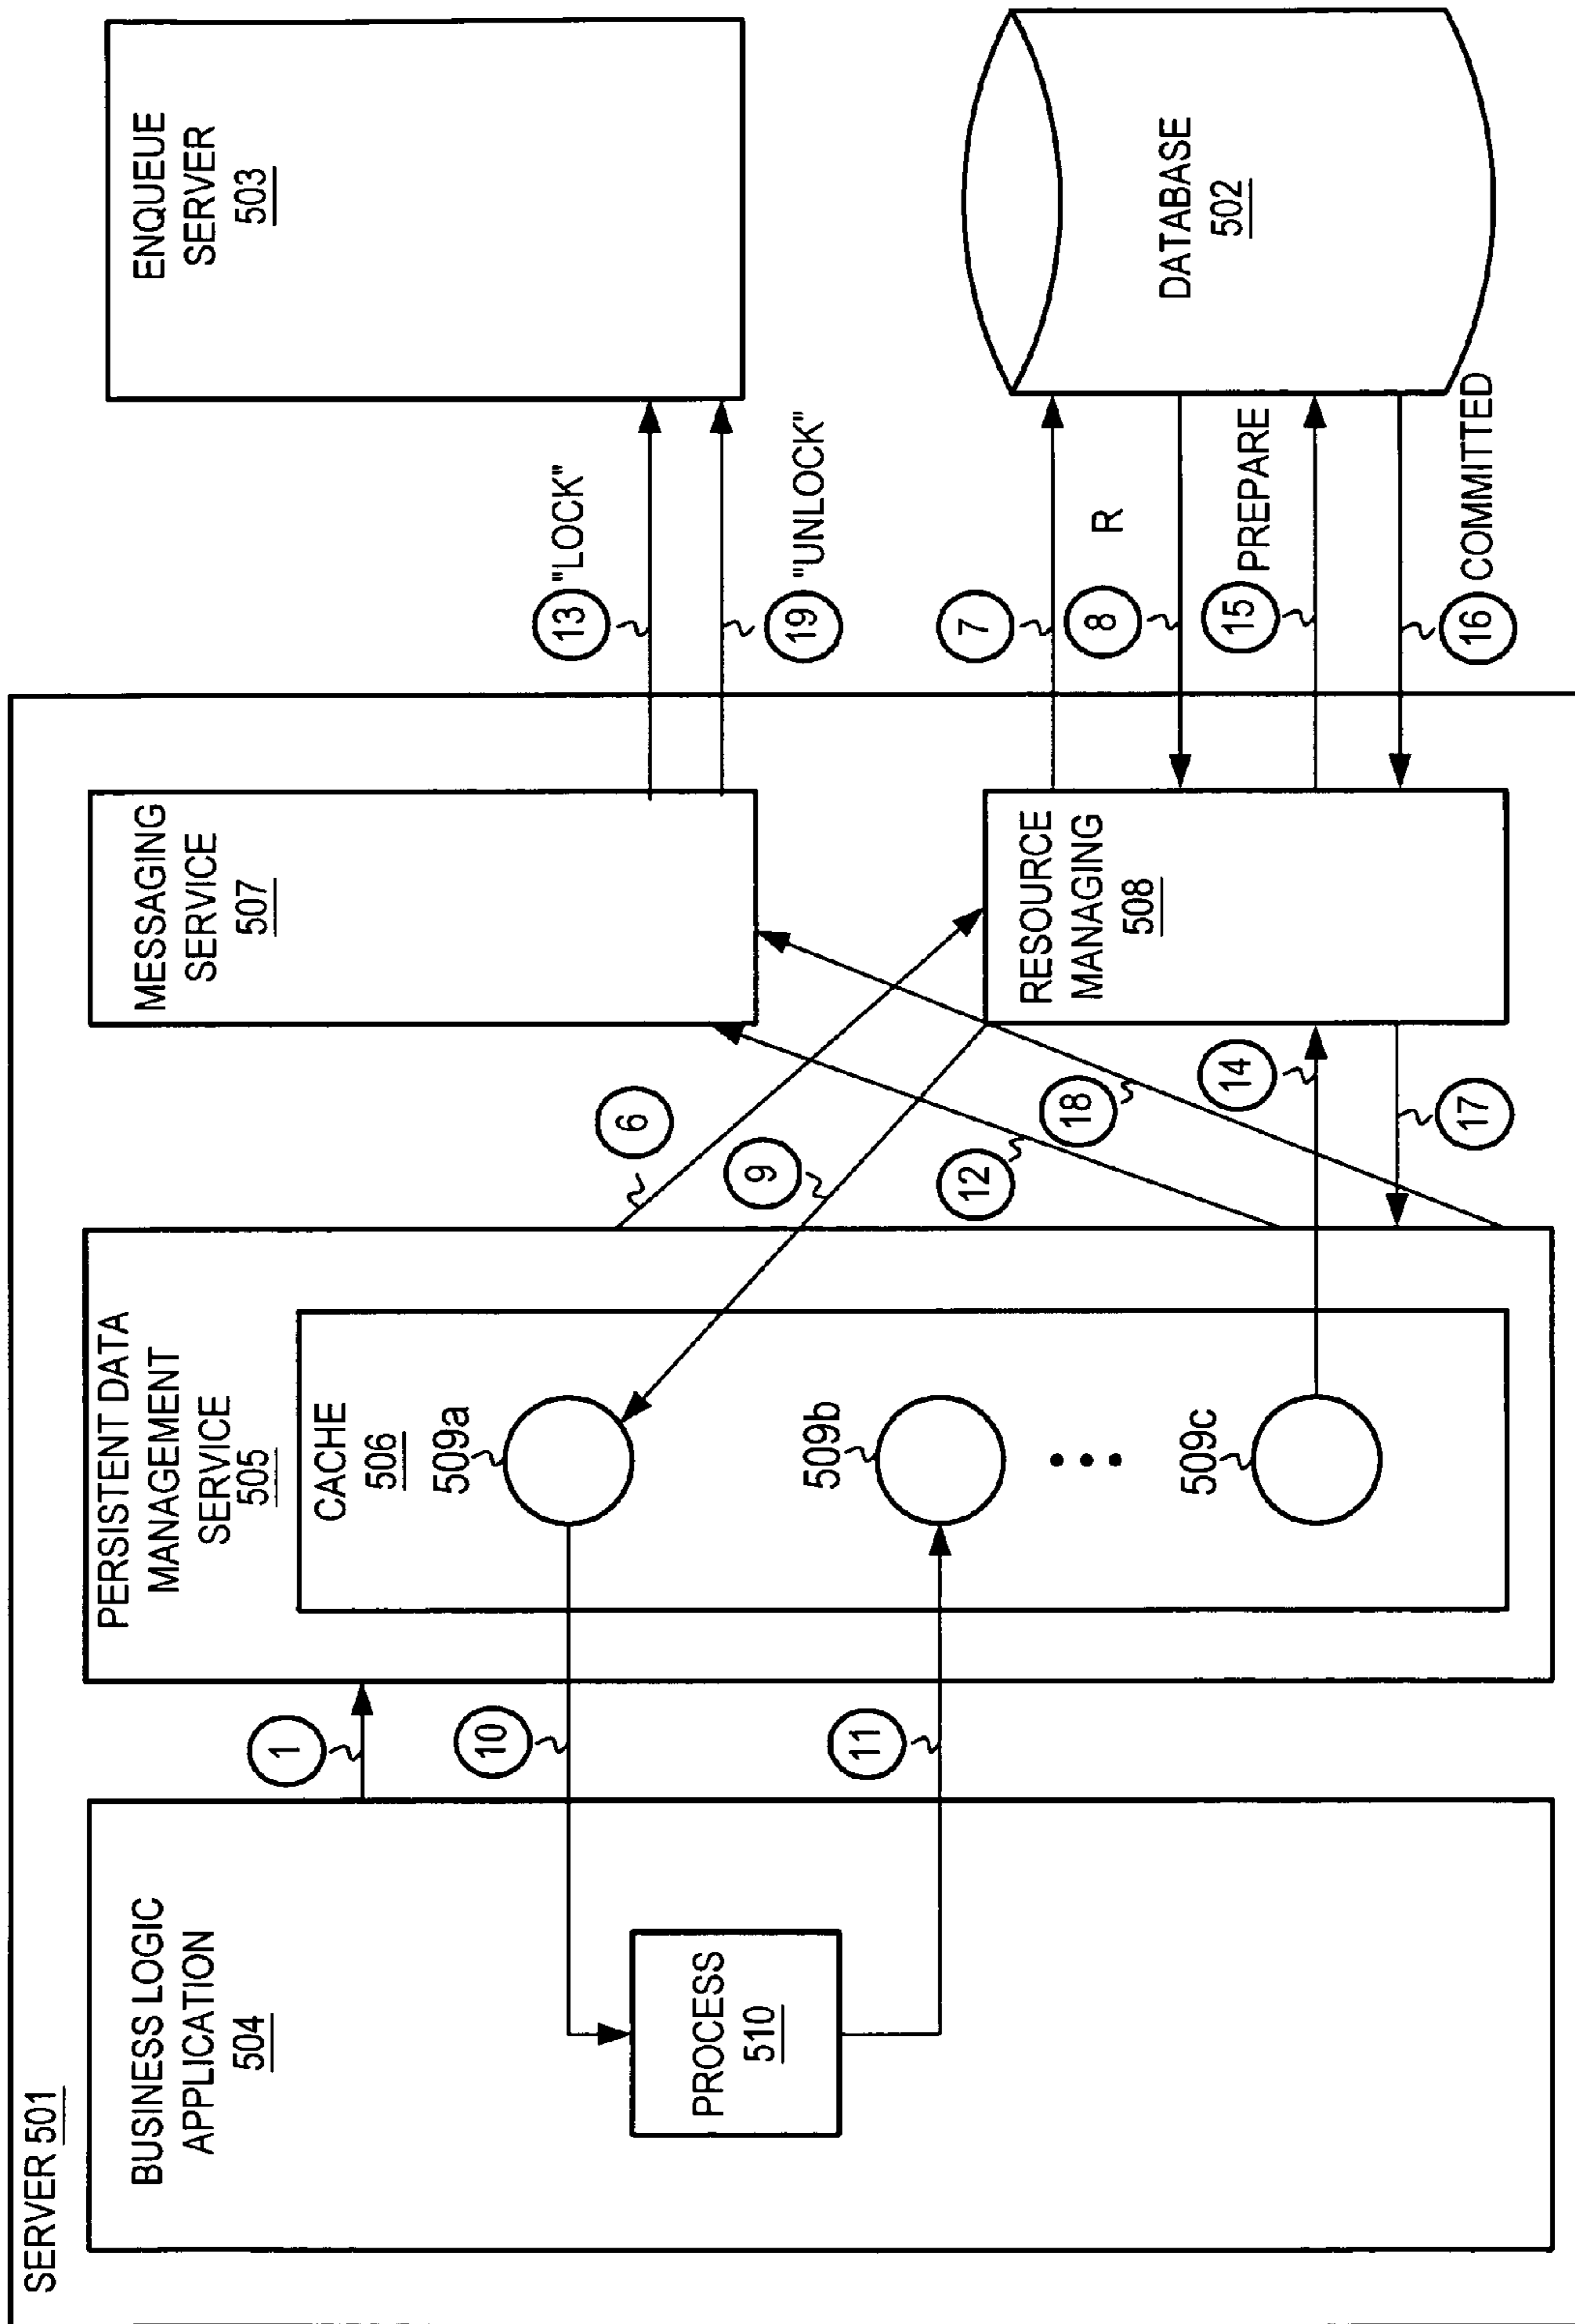 SERVER 501
BUSINESS LOGIC
APPLICATION
504
PROCESS
510
1
10
11
PERSISTENT DATA
MANAGEMENT
SERVICE
505
CACHE
506
509a
509b
509c
6
9
12
18
14
17
MESSAGING
SERVICE
507
RESOURCE
MANAGING
508
13 "LOCK"
19 "UNLOCK"
7
8 R
15 PREPARE
16 COMMITTED
ENQUEUE
SERVER
503
DATABASE
502